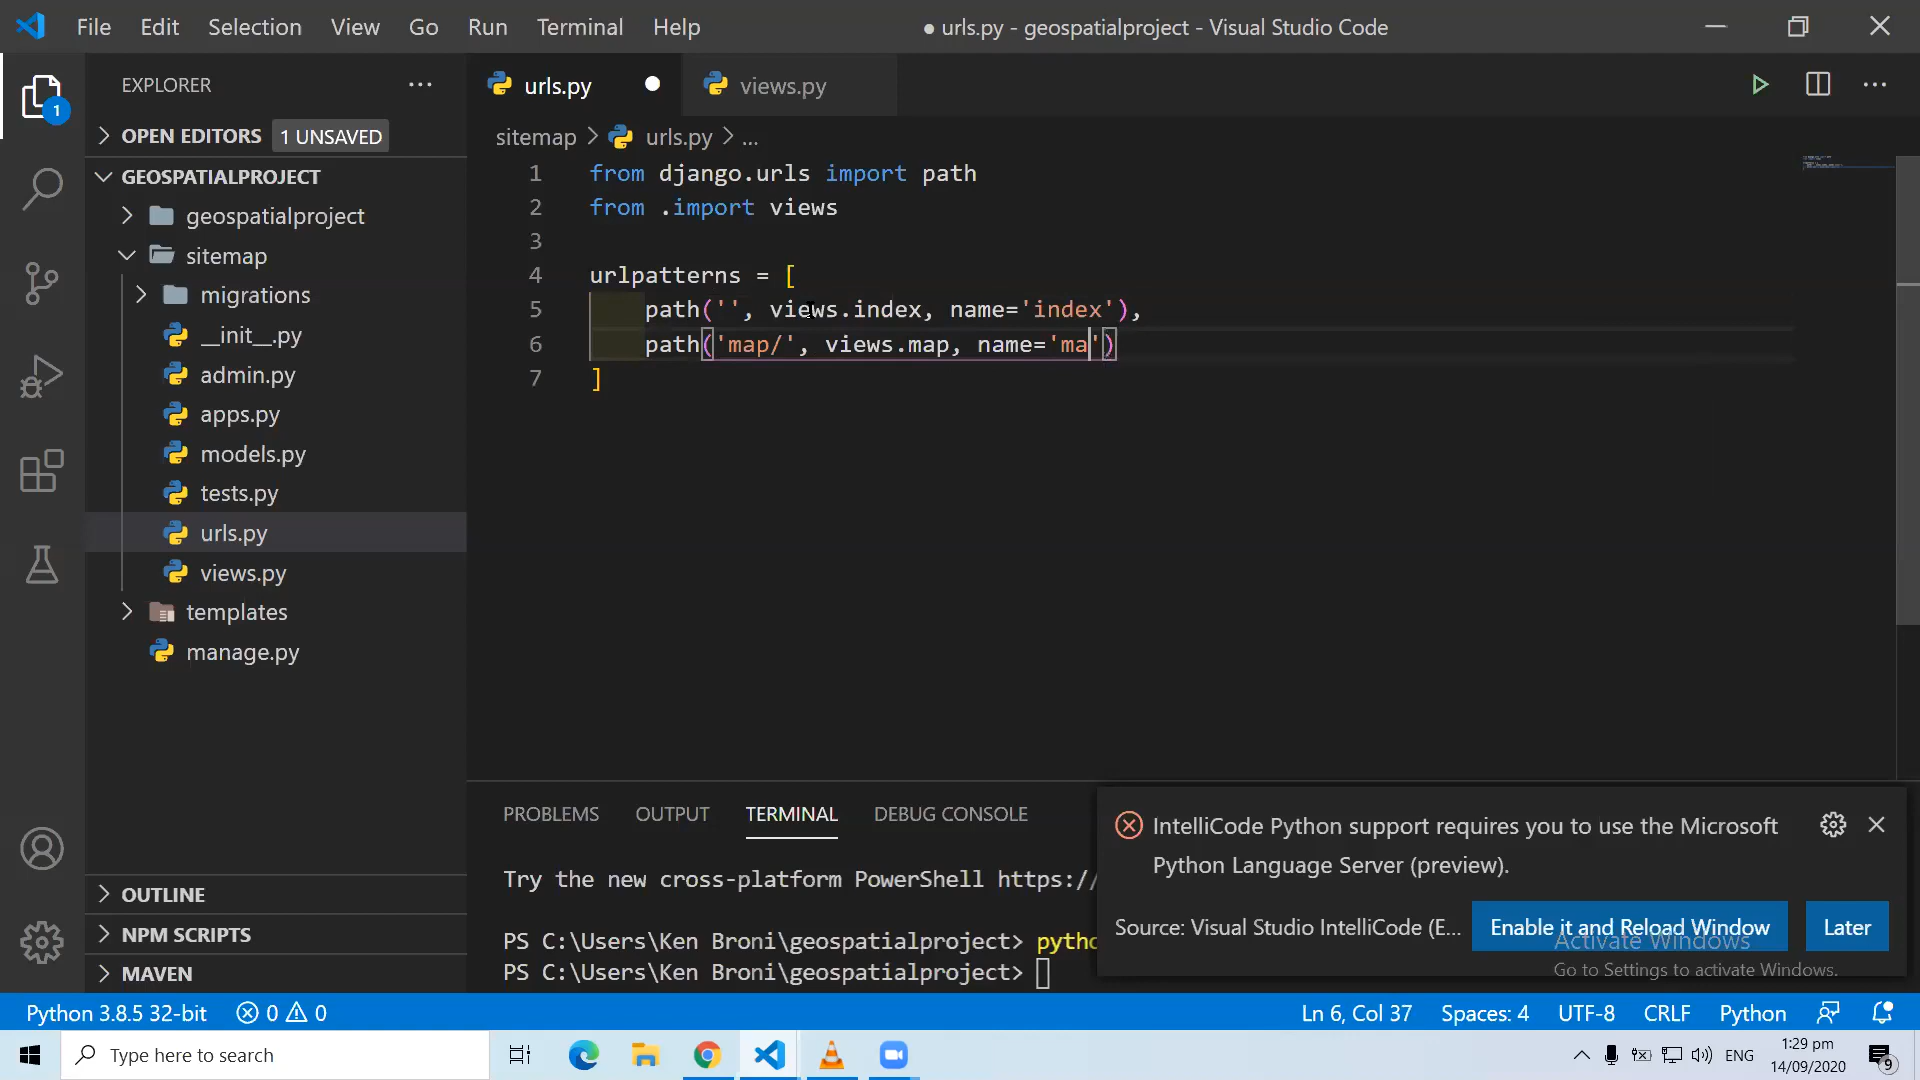 File Edit Selection View Go Run Terminal Help ● urls.py - geospatialproject - Visual Studio Code
EXPLORER ...
urls.py views.py
1
OPEN EDITORS 1 UNSAVED
sitemap > urls.py > ...
GEOSPATIALPROJECT
geospatialproject
sitemap
migrations
__init__.py
admin.py
apps.py
models.py
tests.py
urls.py
views.py
templates
manage.py
OUTLINE
NPM SCRIPTS
MAVEN
1 from django.urls import path
2 from .import views
3
4 urlpatterns = [
5 path('', views.index, name='index'),
6 path('map/', views.map, name='ma')
7 ]
PROBLEMS OUTPUT TERMINAL DEBUG CONSOLE
Try the new cross-platform PowerShell https:/
PS C:\Users\Ken Broni\geospatialproject> pytho
PS C:\Users\Ken Broni\geospatialproject>
IntelliCode Python support requires you to use the Microsoft
Python Language Server (preview).
Source: Visual Studio IntelliCode (E... Enable it and Reload Window Later
Activate Windows
Go to Settings to activate Windows.
Python 3.8.5 32-bit 0 0 Ln 6, Col 37 Spaces: 4 UTF-8 CRLF Python
Type here to search ENG 1:29 pm
14/09/2020 9